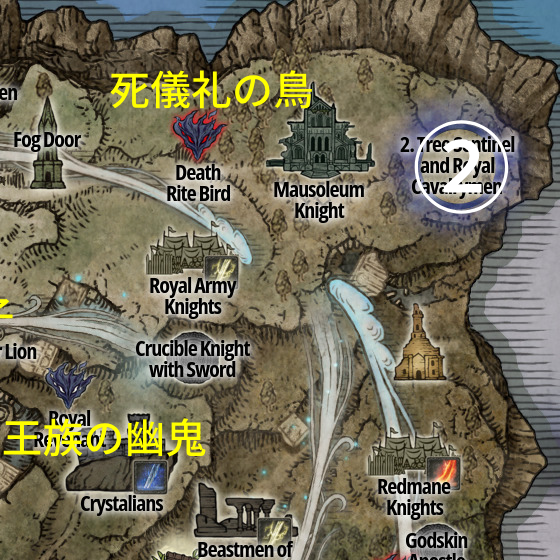 死儀礼の鳥
en
Fog Door
2. Tree Sentinel
and Royal
Cavalrymen
2
Death
Rite Bird
Mausoleum
Knight
Royal Army
Knights
Crucible Knight
with Sword
r Lion
Royal
Revenant
王族の幽鬼
Crystalians
Redmane
Knights
Godskin
Apostle
Beastmen of